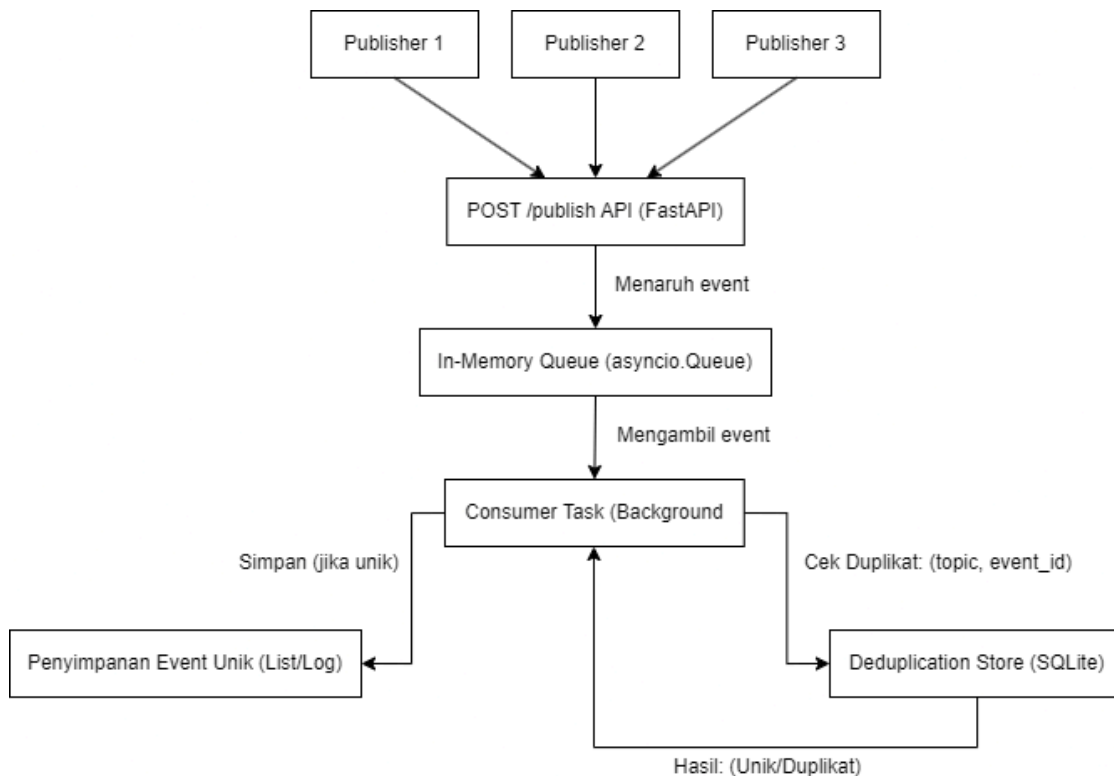 Publisher 1
Publisher 2
Publisher 3
POST /publish API (FastAPI)
Menaruh event
In-Memory Queue (asyncio.Queue)
Mengambil event
Consumer Task (Background
Simpan (jika unik)
Cek Duplikat: (topic, event_id)
Penyimpanan Event Unik (List/Log)
Deduplication Store (SQLite)
Hasil: (Unik/Duplikat)